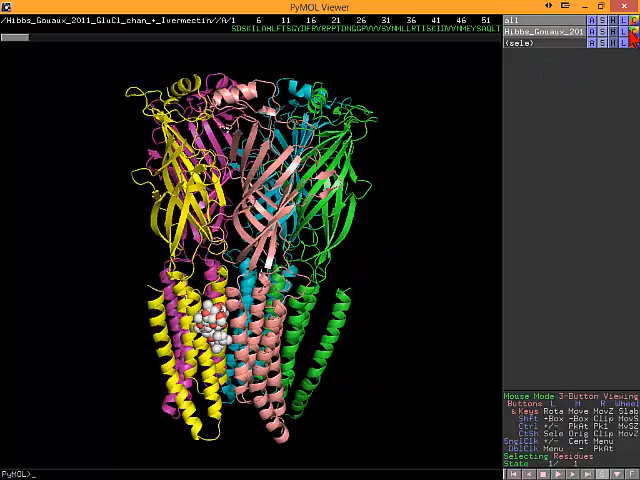 PyMOL Viewer
/Hibbs_Gouaux_2011_GluCl_chan_+_Ivermectin//A/1 6 11 16 21 26 31 36 41 46 51
SDSKILAHLFTSGYDFRVRPPTDNGGPVVVSVNMLLRTISKIDVVNMEYSAQLT
all A S H L C
Hibbs_Gouaux_201 A S H L
(sele) A S H L
Mouse Mode 3-Button Viewing
Buttons L M R Wheel
& Keys Rota Move MovZ Slab
Shft +Box -Box Clip MovS
Ctrl +/- PkAt Pk1 MvSZ
CtSh Sele Orig Clip MovZ
SnglClk +/- Cent Menu
DblClk Menu - PkAt
Selecting Residues
State 1/ 1
PyMOL>_